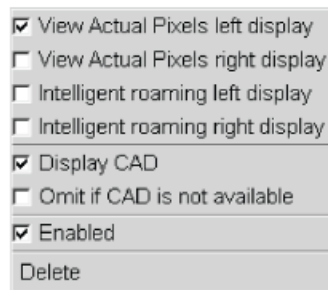 View Actual Pixels left display
View Actual Pixels right display
Intelligent roaming left display
Intelligent roaming right display
Display CAD
Omit if CAD is not available
Enabled
Delete